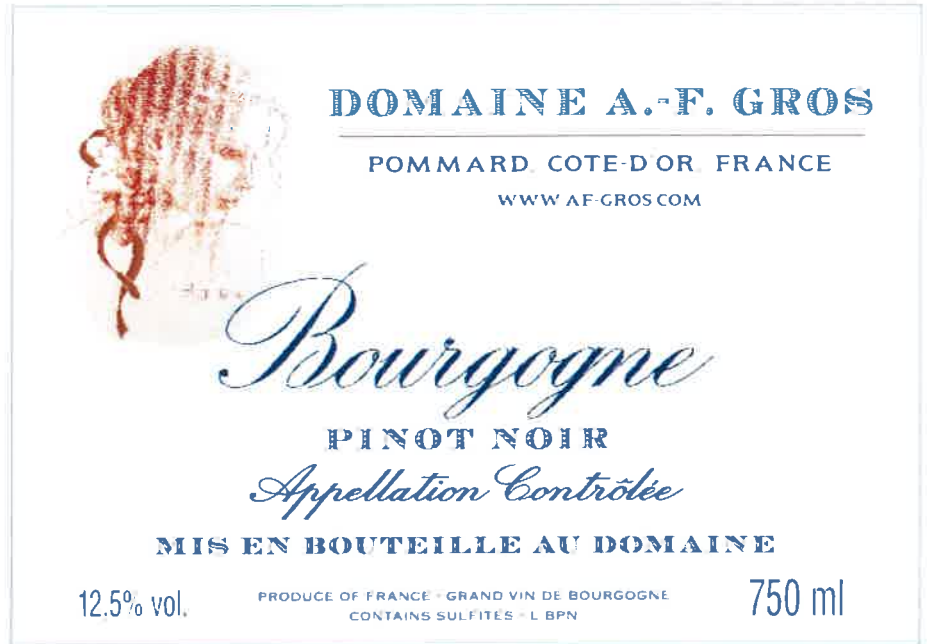 DOMAINE A.-F. GROS
POMMARD COTE-D'OR FRANCE
WWW AF-GROS COM
Bourgogne
PINOT NOIR
Appellation Contrôlée
MIS EN BOUTEILLE AU DOMAINE
12.5% vol.
PRODUCE OF FRANCE - GRAND VIN DE BOURGOGNE
CONTAINS SULFITES - L BPN
750 ml